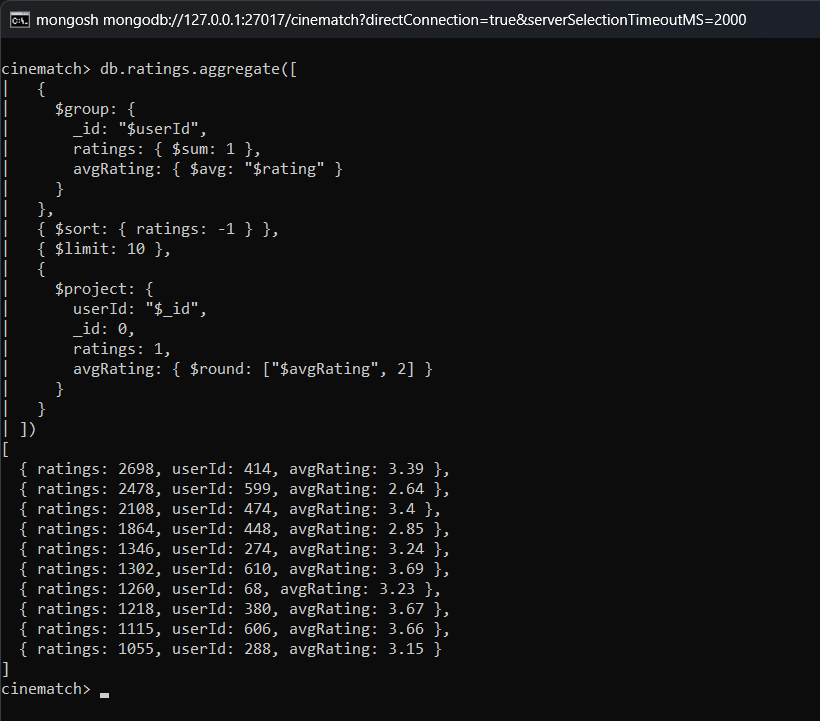 mongosh mongodb://127.0.0.1:27017/cinematch?directConnection=true&serverSelectionTimeoutMS=2000
cinematch> db.ratings.aggregate([
|   {
|     $group: {
|       _id: "$userId",
|       ratings: { $sum: 1 },
|       avgRating: { $avg: "$rating" }
|     }
|   },
|   { $sort: { ratings: -1 } },
|   { $limit: 10 },
|   {
|     $project: {
|       userId: "$_id",
|       _id: 0,
|       ratings: 1,
|       avgRating: { $round: ["$avgRating", 2] }
|     }
|   }
| ])
[
  { ratings: 2698, userId: 414, avgRating: 3.39 },
  { ratings: 2478, userId: 599, avgRating: 2.64 },
  { ratings: 2108, userId: 474, avgRating: 3.4 },
  { ratings: 1864, userId: 448, avgRating: 2.85 },
  { ratings: 1346, userId: 274, avgRating: 3.24 },
  { ratings: 1302, userId: 610, avgRating: 3.69 },
  { ratings: 1260, userId: 68, avgRating: 3.23 },
  { ratings: 1218, userId: 380, avgRating: 3.67 },
  { ratings: 1115, userId: 606, avgRating: 3.66 },
  { ratings: 1055, userId: 288, avgRating: 3.15 }
]
cinematch>